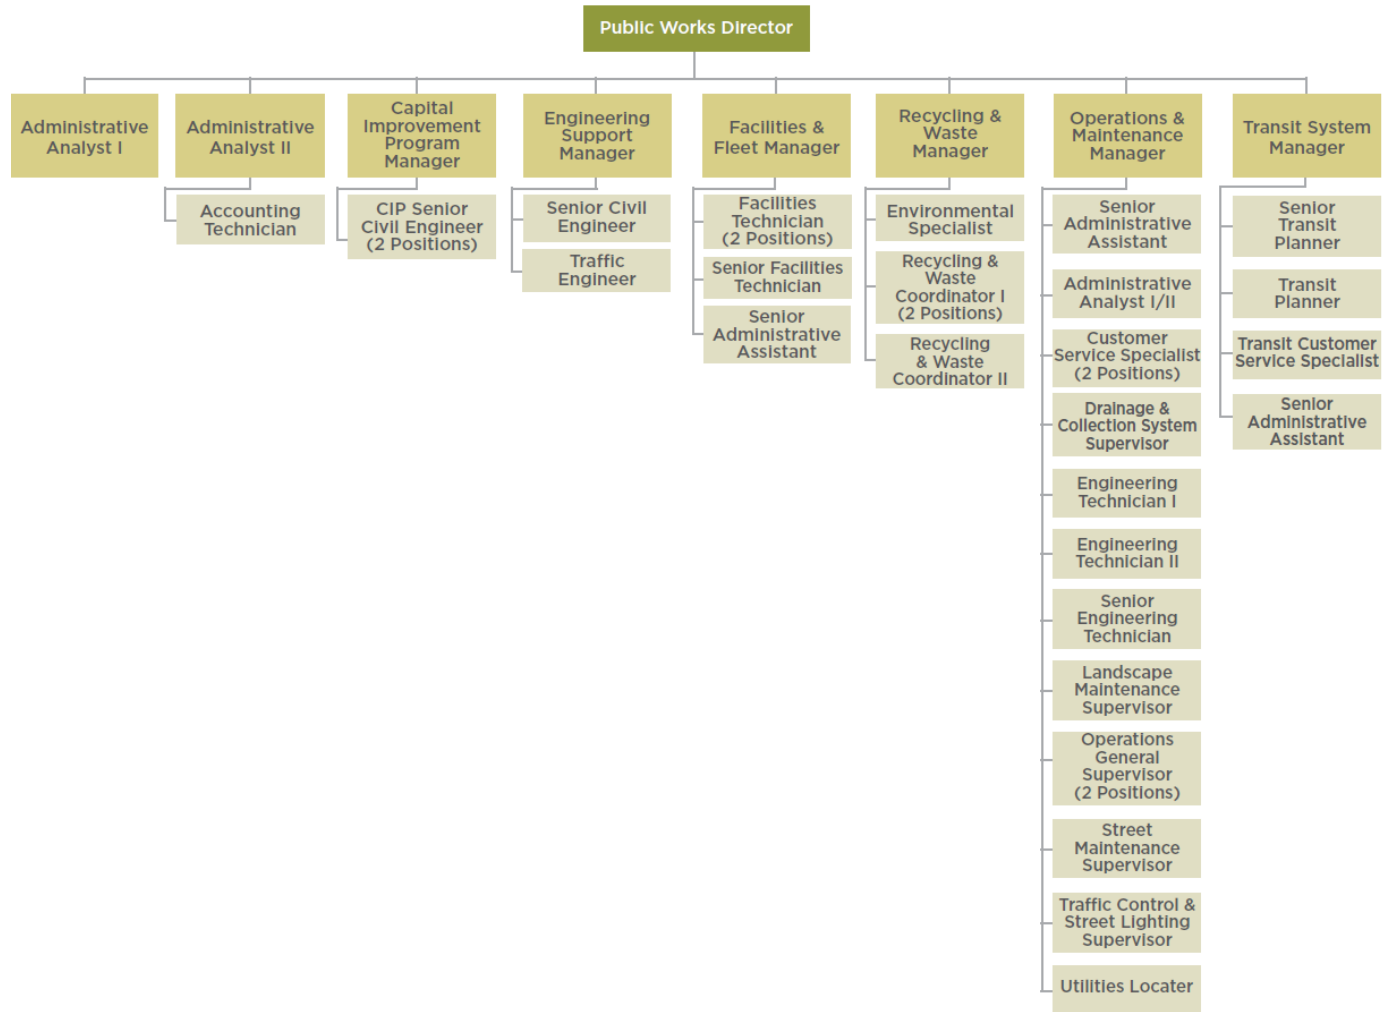 Public Works Director
Administrative
Analyst I
Administrative
Analyst II
Capital
Improvement
Program
Manager
Engineering
Support
Manager
Facilities &
Fleet Manager
Recycling &
Waste
Manager
Operations &
Maintenance
Manager
Transit System
Manager
Accounting
Technician
CIP Senior
Civil Engineer
(2 Positions)
Senior Civil
Engineer
Traffic
Engineer
Facilities
Technician
(2 Positions)
Senior Facilities
Technician
Senior
Administrative
Assistant
Environmental
Specialist
Recycling &
Waste
Coordinator I
(2 Positions)
Recycling
& Waste
Coordinator II
Senior
Administrative
Assistant
Administrative
Analyst I/II
Customer
Service Specialist
(2 Positions)
Drainage &
Collection System
Supervisor
Engineering
Technician I
Engineering
Technician II
Senior
Engineering
Technician
Landscape
Maintenance
Supervisor
Operations
General
Supervisor
(2 Positions)
Street
Maintenance
Supervisor
Traffic Control &
Street Lighting
Supervisor
Utilities Locater
Senior
Transit
Planner
Transit
Planner
Transit Customer
Service Specialist
Senior
Administrative
Assistant